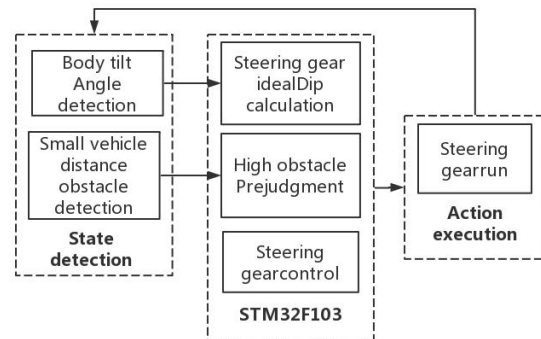 Body tilt
Angle
detection
Small vehicle
distance
obstacle
detection
State
detection
Steering gear
idealDip
calculation
High obstacle
Prejudgment
Steering
gearcontrol
STM32F103
Steering
gearrun
Action
execution